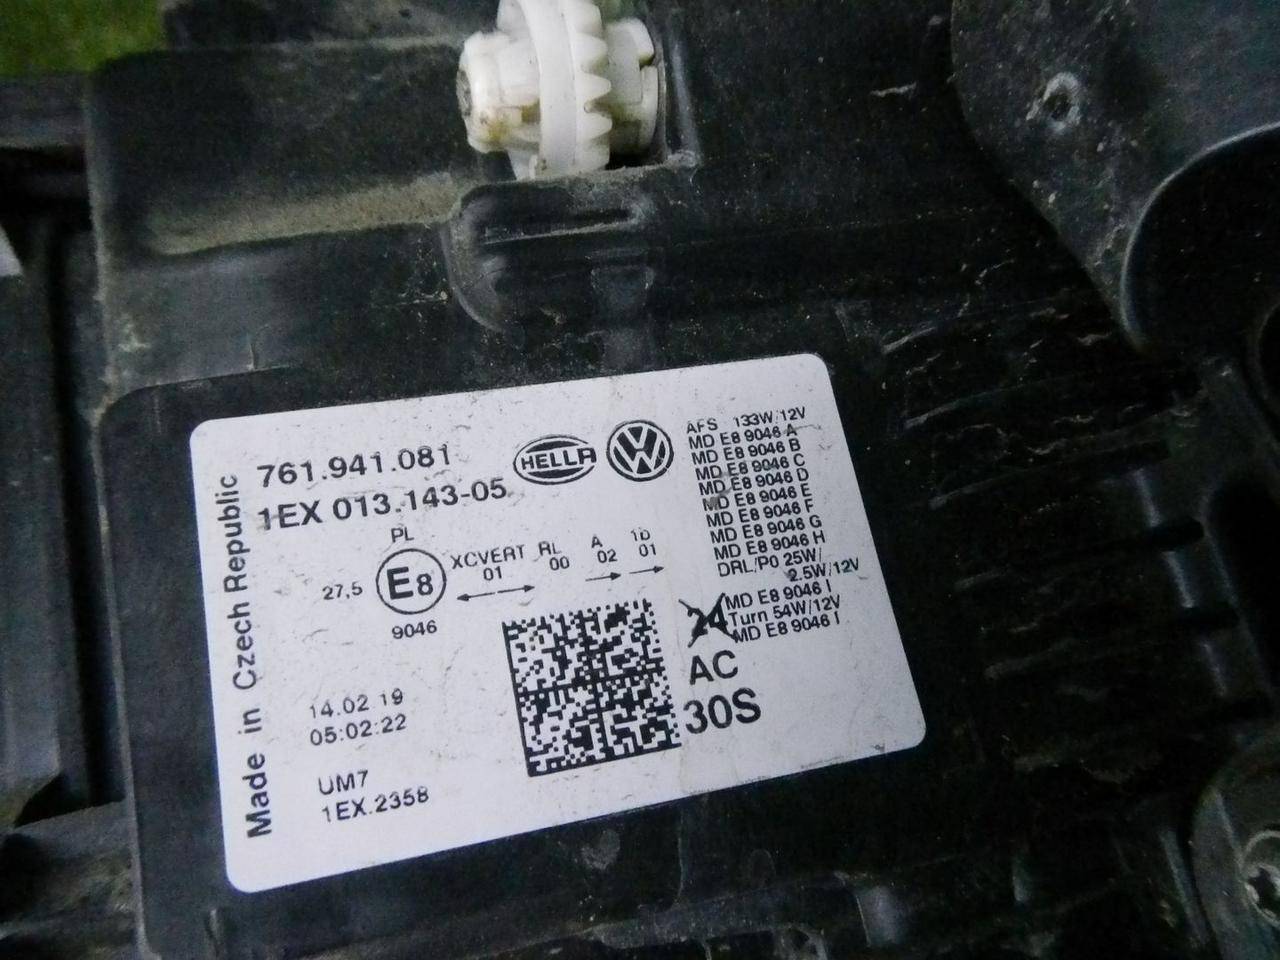 Made in Czech Republic
761.941.081
1EX 013.143-05
HELLA
VW
PL
27,5
E8
9046
XCVERT
01
RL
00
A
02
1b
01
14.02 19
05:02:22
UM7
1EX.2358
AFS 133W/12V
MD E8 9046 A
MD E8 9046 B
MD E8 9046 C
MD E8 9046 D
MD E8 9046 E
MD E8 9046 F
MD E8 9046 G
MD E8 9046 H
DRL/P0 25W/
2.5W/12V
MD E8 9046 I
Turn 54W/12V
MD E8 9046 I
24
AC
30S